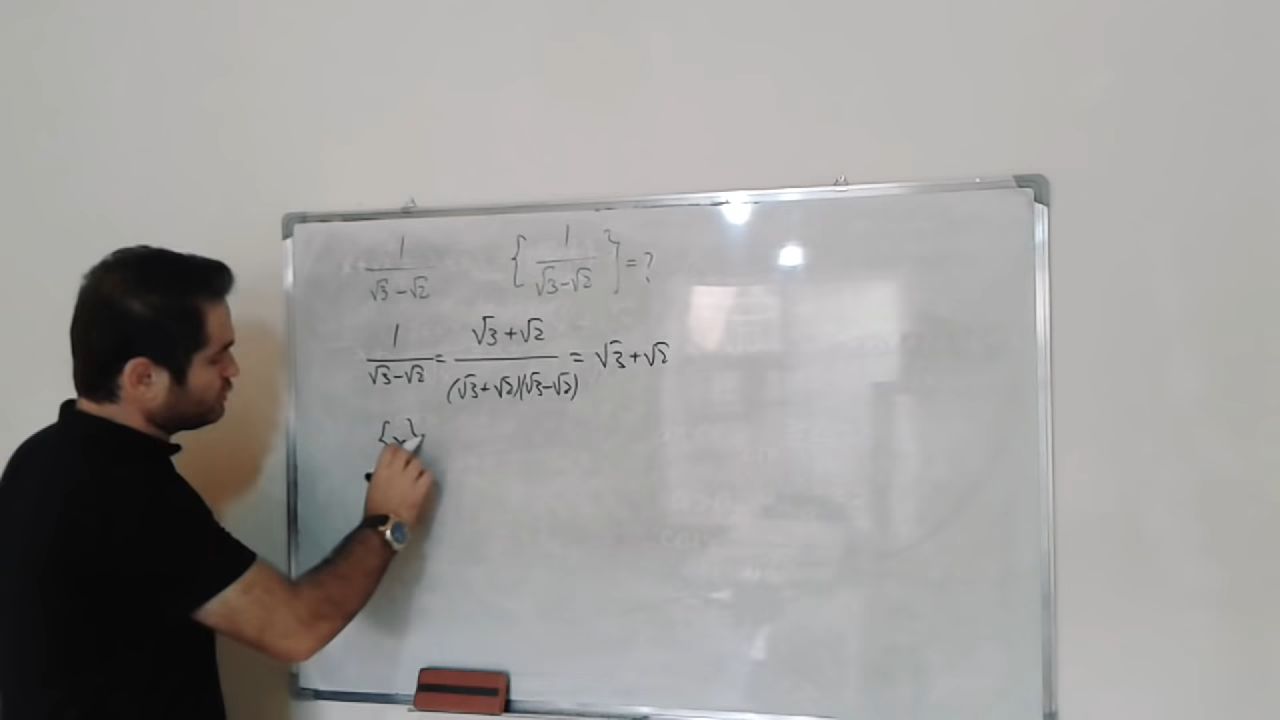 1/(√3-√2) {1/(√3-√2)} = ?
1/(√3-√2) = (√3+√2)/((√3+√2)(√3-√2)) = √3+√2
{x}